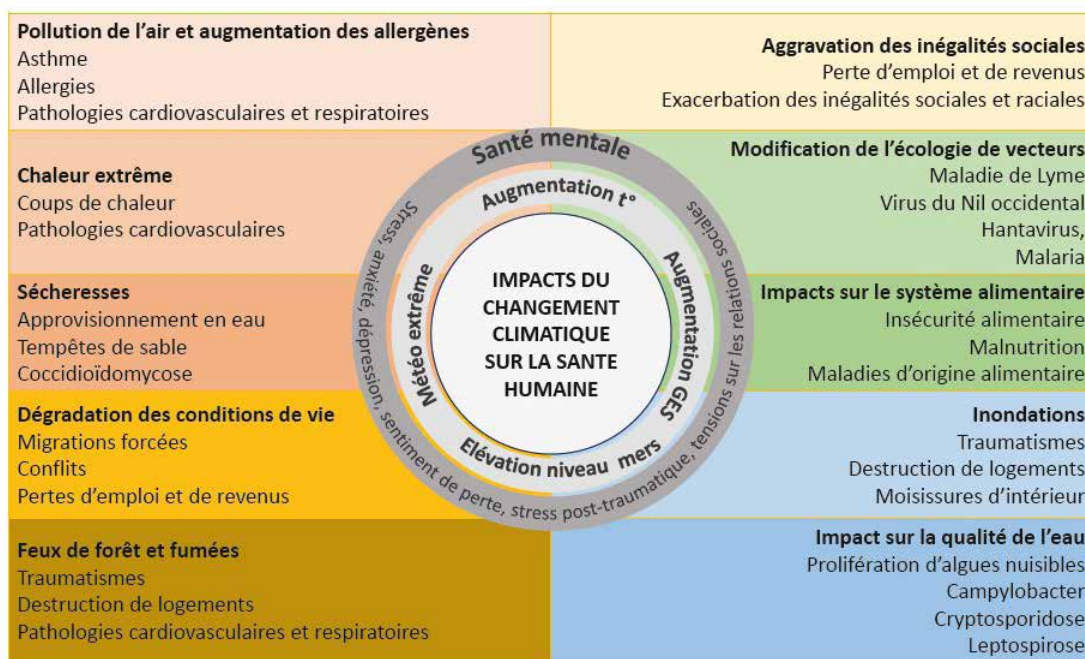 Pollution de l’air et augmentation des allergènes
Asthme
Allergies
Pathologies cardiovasculaires et respiratoires
Chaleur extrême
Coups de chaleur
Pathologies cardiovasculaires
Sécheresses
Approvisionnement en eau
Tempêtes de sable
Coccidioïdomycose
Dégradation des conditions de vie
Migrations forcées
Conflits
Pertes d’emploi et de revenus
Feux de forêt et fumées
Traumatismes
Destruction de logements
Pathologies cardiovasculaires et respiratoires
Santé mentale
Stress, anxiété, dépression, sentiment de perte, stress post-traumatique, tensions sur les relations sociales
Augmentation t°
Météo extrême
Augmentation GES
Elévation niveau mers
IMPACTS DU
CHANGEMENT
CLIMATIQUE
SUR LA SANTE
HUMAINE
Aggravation des inégalités sociales
Perte d’emploi et de revenus
Exacerbation des inégalités sociales et raciales
Modification de l’écologie de vecteurs
Maladie de Lyme
Virus du Nil occidental
Hantavirus,
Malaria
Impacts sur le système alimentaire
Insécurité alimentaire
Malnutrition
Maladies d’origine alimentaire
Inondations
Traumatismes
Destruction de logements
Moisissures d’intérieur
Impact sur la qualité de l’eau
Prolifération d’algues nuisibles
Campylobacter
Cryptosporidose
Leptospirose